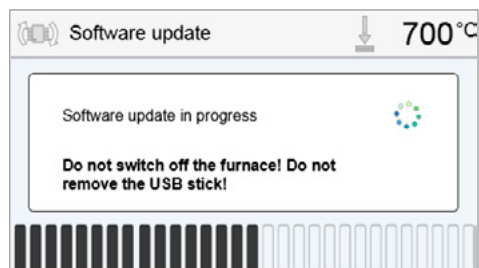 Software update 700°C
Software update in progress
Do not switch off the furnace! Do not
remove the USB stick!